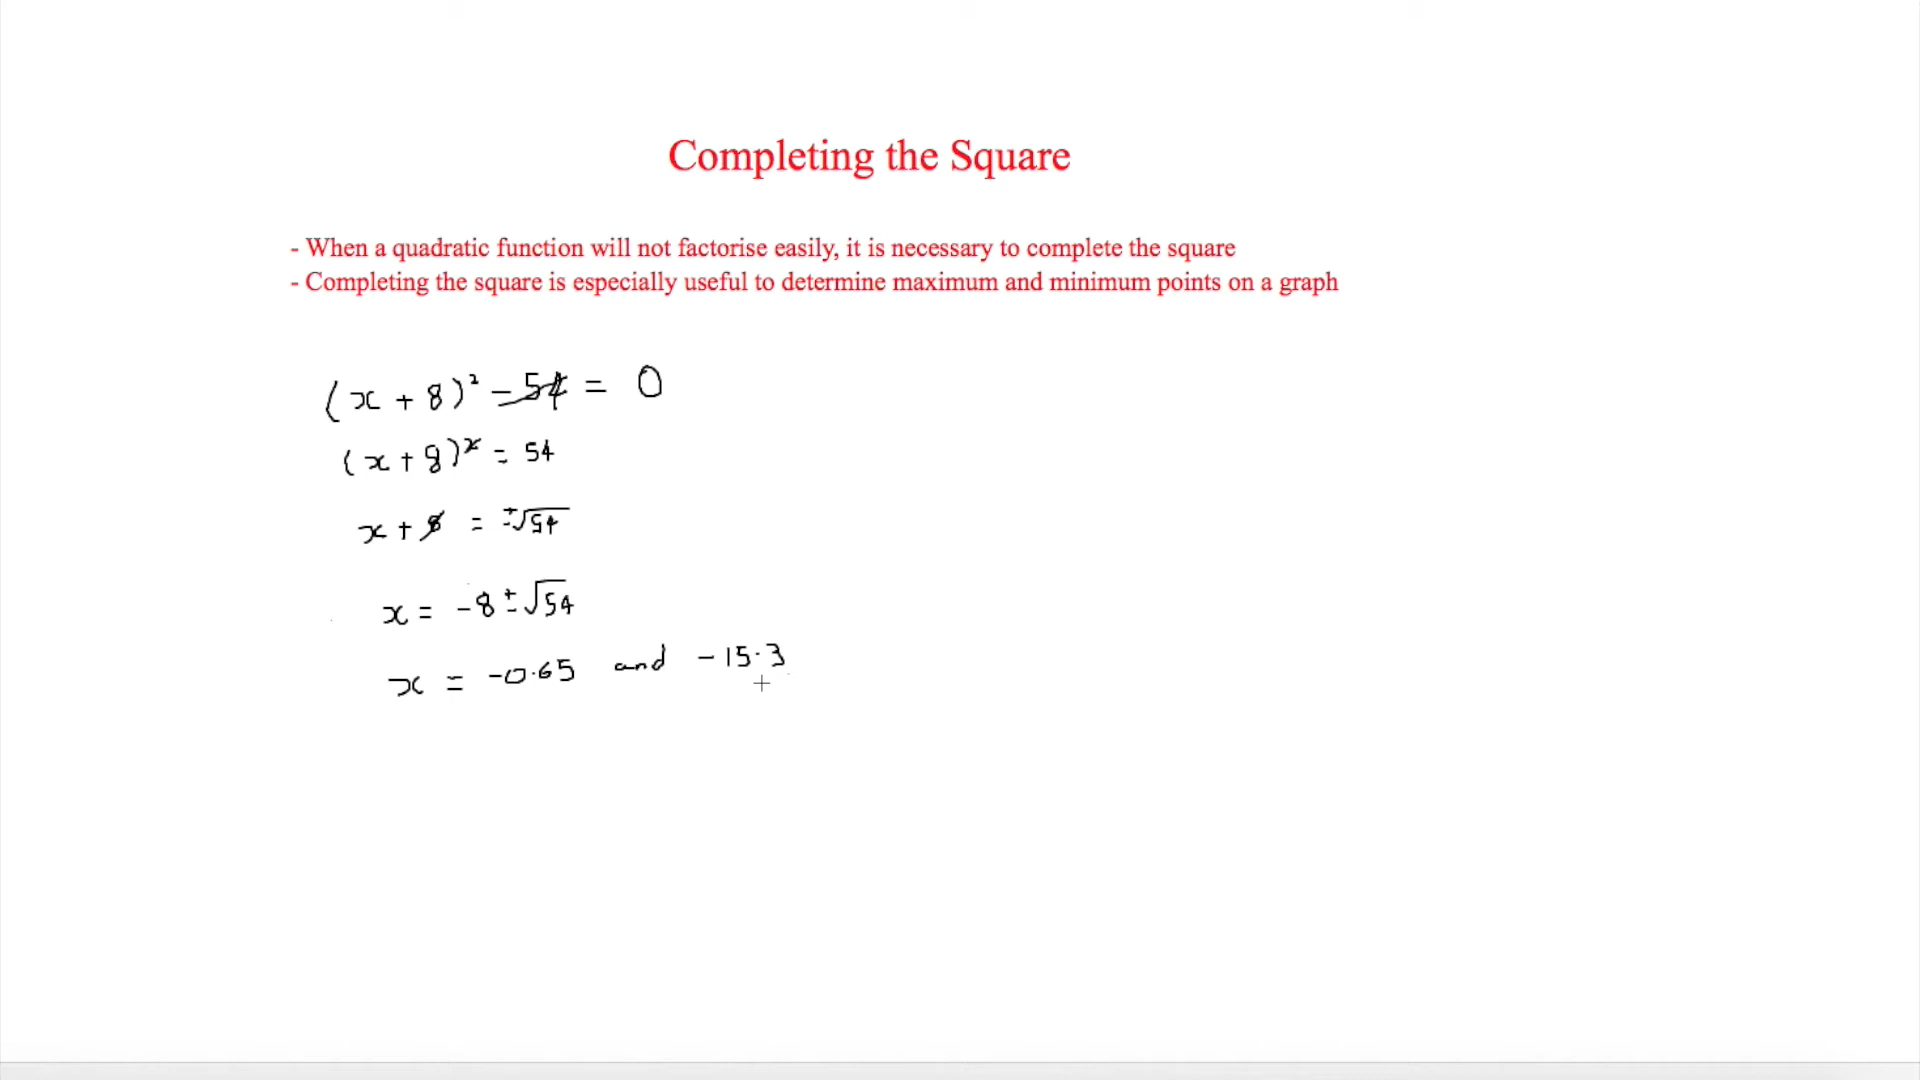 Completing the Square
- When a quadratic function will not factorise easily, it is necessary to complete the square
- Completing the square is especially useful to determine maximum and minimum points on a graph
(x + 8)² - 54 = 0
(x + 8)² = 54
x + 8 = ±√54
x = -8 ± √54
x = -0.65 and -15.3